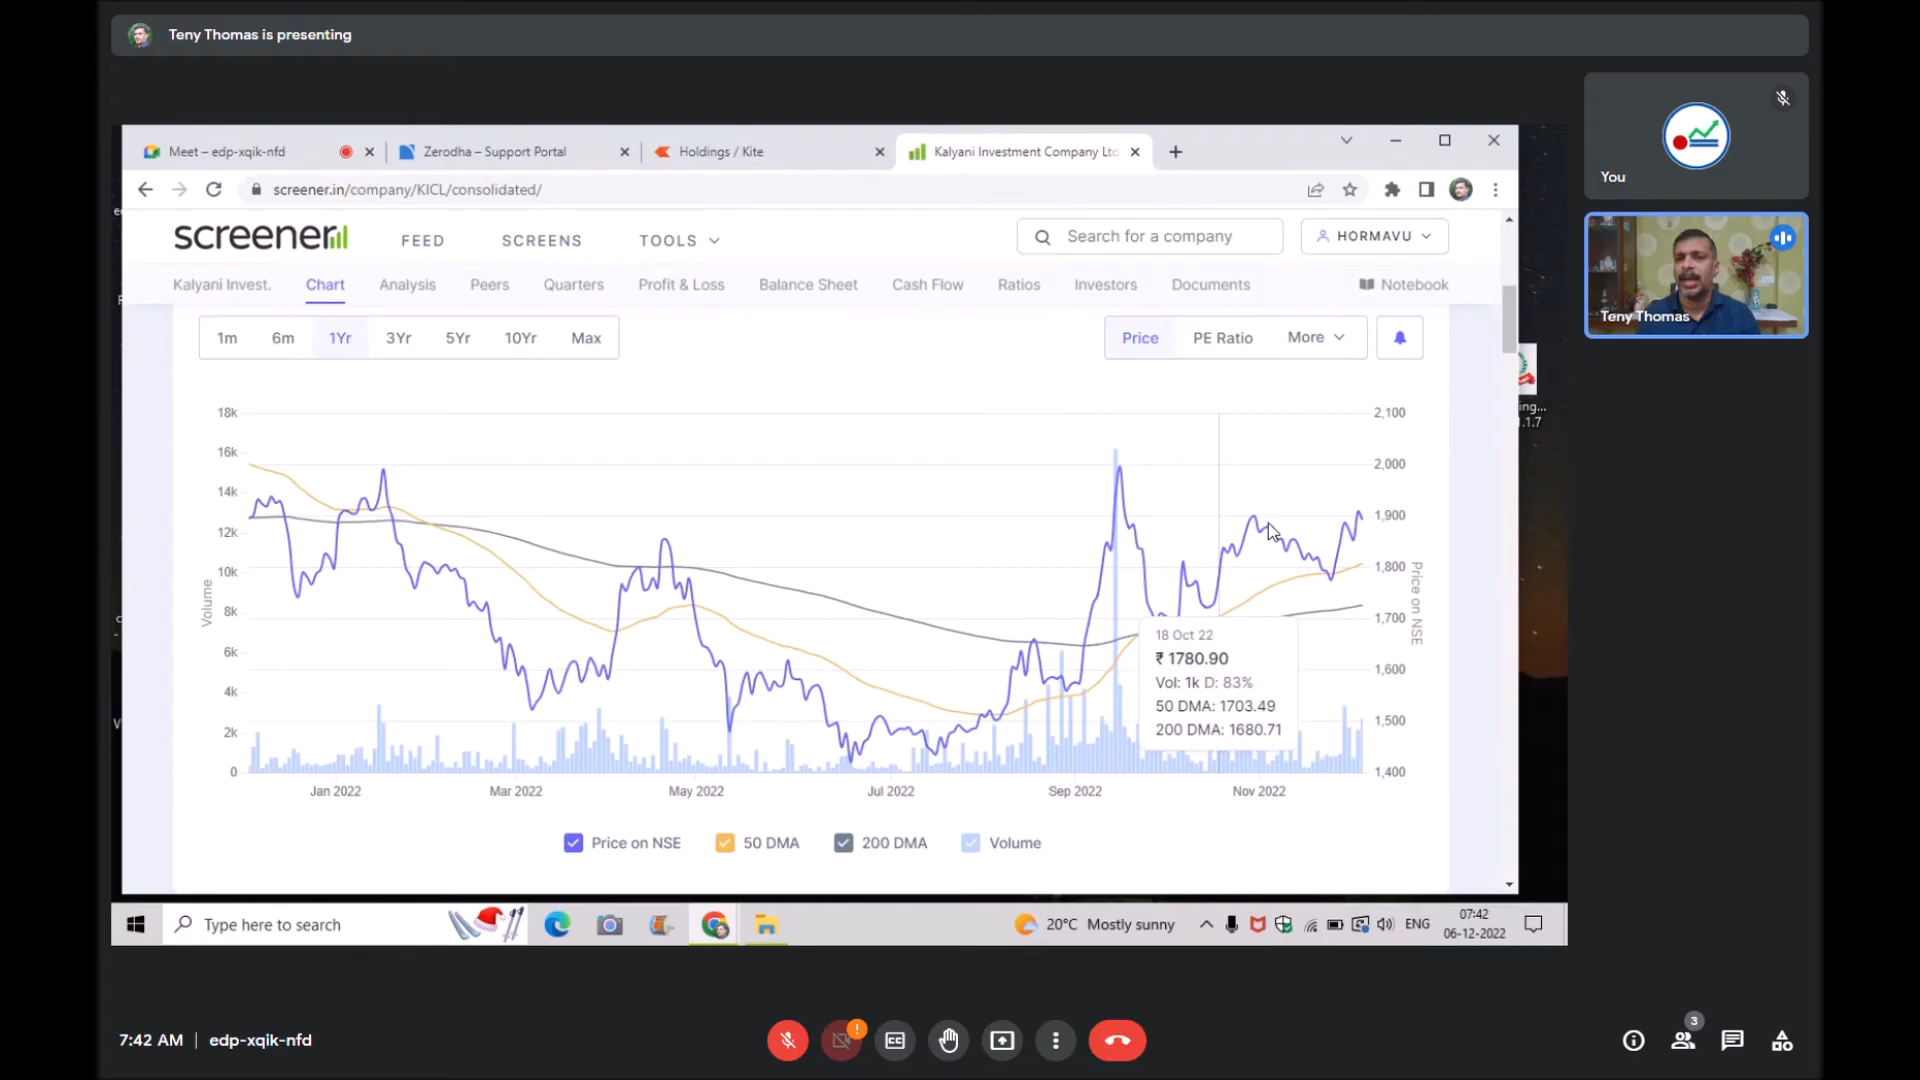 Teny Thomas is presenting
You
Teny Thomas
Meet – edp-xqik-nfd
Zerodha – Support Portal
Holdings / Kite
Kalyani Investment Company Ltd
screener.in/company/KICL/consolidated/
screener
FEED
SCREENS
TOOLS
Search for a company
HORMAVU
Kalyani Invest.
Chart
Analysis
Peers
Quarters
Profit & Loss
Balance Sheet
Cash Flow
Ratios
Investors
Documents
Notebook
1m
6m
1Yr
3Yr
5Yr
10Yr
Max
Price
PE Ratio
More
18k
16k
14k
12k
10k
8k
6k
4k
2k
0
Volume
2,100
2,000
1,900
1,800
1,700
1,600
1,500
1,400
Price on NSE
18 Oct 22
₹ 1780.90
Vol: 1k D: 83%
50 DMA: 1703.49
200 DMA: 1680.71
Jan 2022
Mar 2022
May 2022
Jul 2022
Sep 2022
Nov 2022
Price on NSE
50 DMA
200 DMA
Volume
ing...
.1.7
Type here to search
20°C Mostly sunny
ENG
07:42
06-12-2022
7:42 AM | edp-xqik-nfd
CC
3